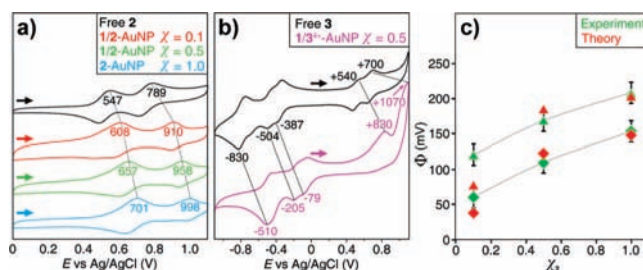 a)
Free 2
1/2-AuNP χ = 0.1
1/2-AuNP χ = 0.5
2-AuNP χ = 1.0
547
789
608
910
657
958
701
998
0
0.2
0.4
0.6
0.8
1.0
E vs Ag/AgCl (V)
b)
Free 3
1/3⁴⁺-AuNP χ = 0.5
+700
+540
+1070
+830
-387
-504
-830
-79
-205
-510
-0.8
-0.4
0
0.4
0.8
E vs Ag/AgCl (V)
c)
Experiment
Theory
250
200
150
100
50
0
Φ (mV)
0
0.2
0.4
0.6
0.8
1.0